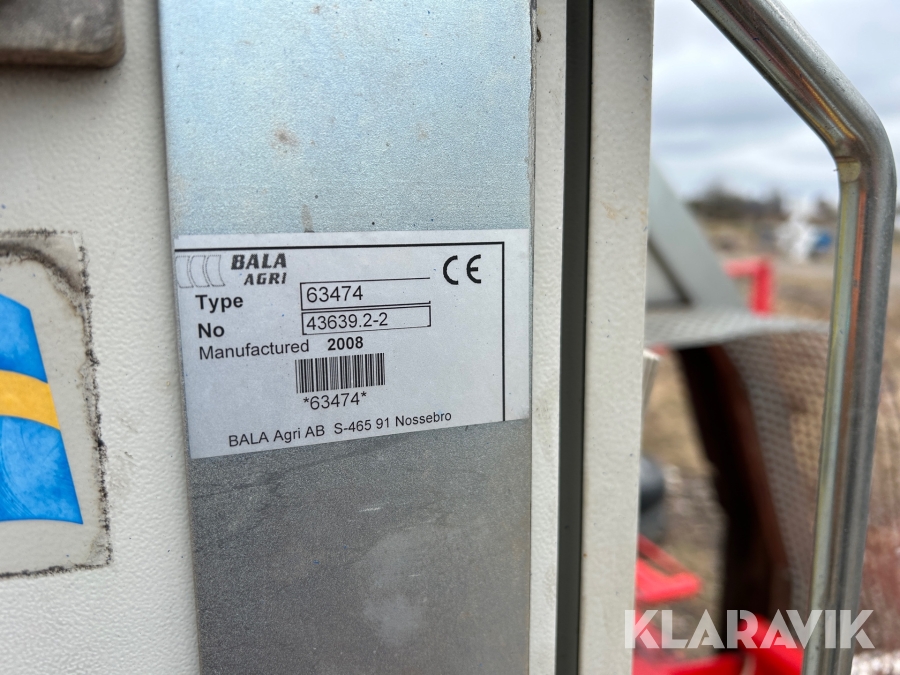 BALA
AGRI
CE
Type 63474
No 43639.2-2
Manufactured 2008
*63474*
BALA Agri AB S-465 91 Nossebro
KLARAVIK